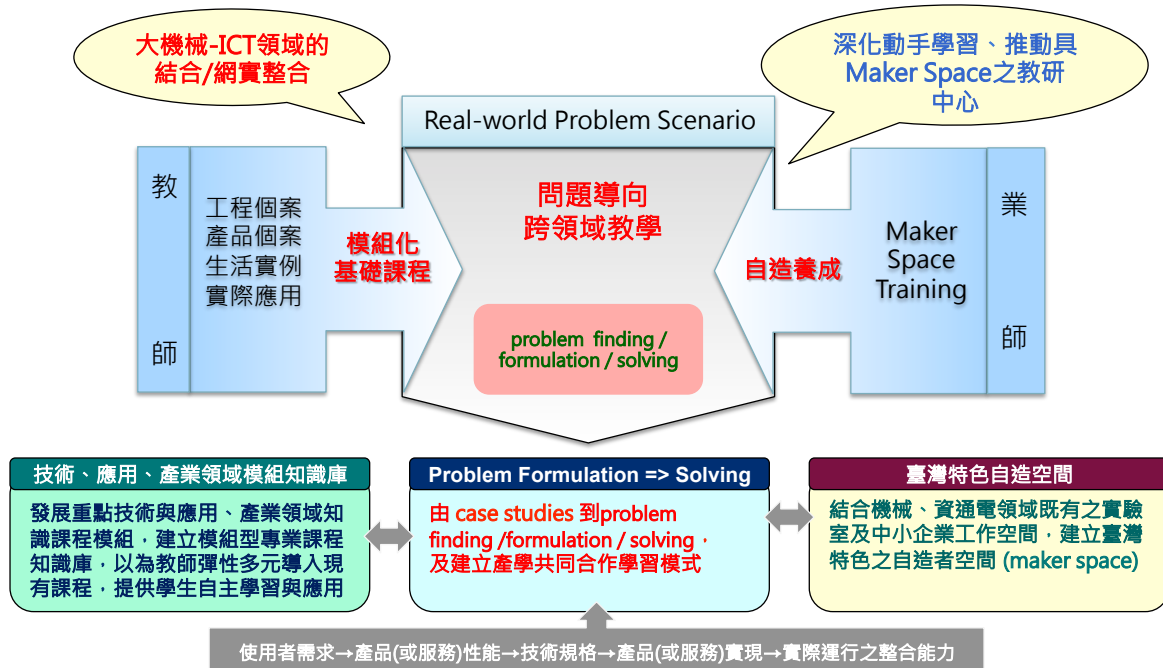 大機械-ICT領域的
結合/網實整合
深化動手學習、推動具
Maker Space之教研
中心
Real-world Problem Scenario
教
師
工程個案
產品個案
生活實例
實際應用
模組化
基礎課程
問題導向
跨領域教學
problem finding /
formulation / solving
自造養成
Maker
Space
Training
業
師
技術、應用、產業領域模組知識庫
發展重點技術與應用、產業領域知
識課程模組，建立模組型專業課程
知識庫，以為教師彈性多元導入現
有課程，提供學生自主學習與應用
Problem Formulation => Solving
由 case studies 到problem
finding /formulation / solving，
及建立產學共同合作學習模式
臺灣特色自造空間
結合機械、資通電領域既有之實驗
室及中小企業工作空間，建立臺灣
特色之自造者空間 (maker space)
使用者需求→產品(或服務)性能→技術規格→產品(或服務)實現→實際運行之整合能力